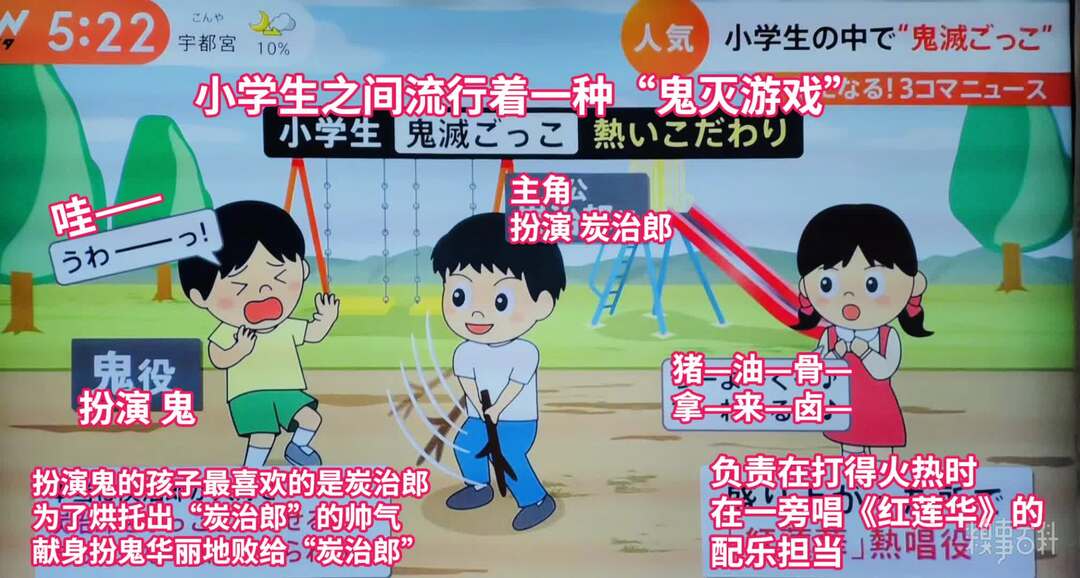 5:22
こんや
宇都宮
10%
人気
小学生の中で“鬼滅ごっこ”
なる!3コマニュース
小学生之间流行着一种“鬼灭游戏”
小学生 鬼滅ごっこ 熱いこだわり
哇——
うわーーっ!
主角
扮演 炭治郎
鬼役
扮演 鬼
猪—油—骨—
拿—来—卤—
扮演鬼的孩子最喜欢的是炭治郎
为了烘托出“炭治郎”的帅气
献身扮鬼华丽地败给“炭治郎”
负责在打得火热时
在一旁唱《红莲华》的
配乐担当
」熱唱役
糗事百科